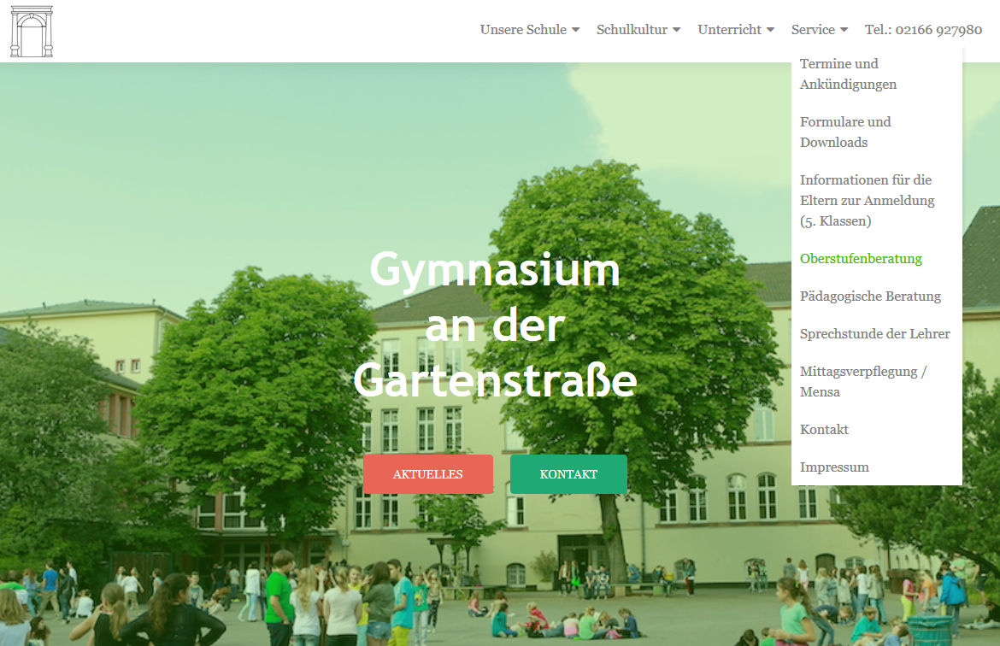 Unsere Schule
Schulkultur
Unterricht
Service
Tel.: 02166 927980
Termine und
Ankündigungen
Formulare und
Downloads
Informationen für die
Eltern zur Anmeldung
(5. Klassen)
Oberstufenberatung
Pädagogische Beratung
Sprechstunde der Lehrer
Mittagsverpflegung /
Mensa
Kontakt
Impressum
Gymnasium
an der
Gartenstraße
AKTUELLES
KONTAKT